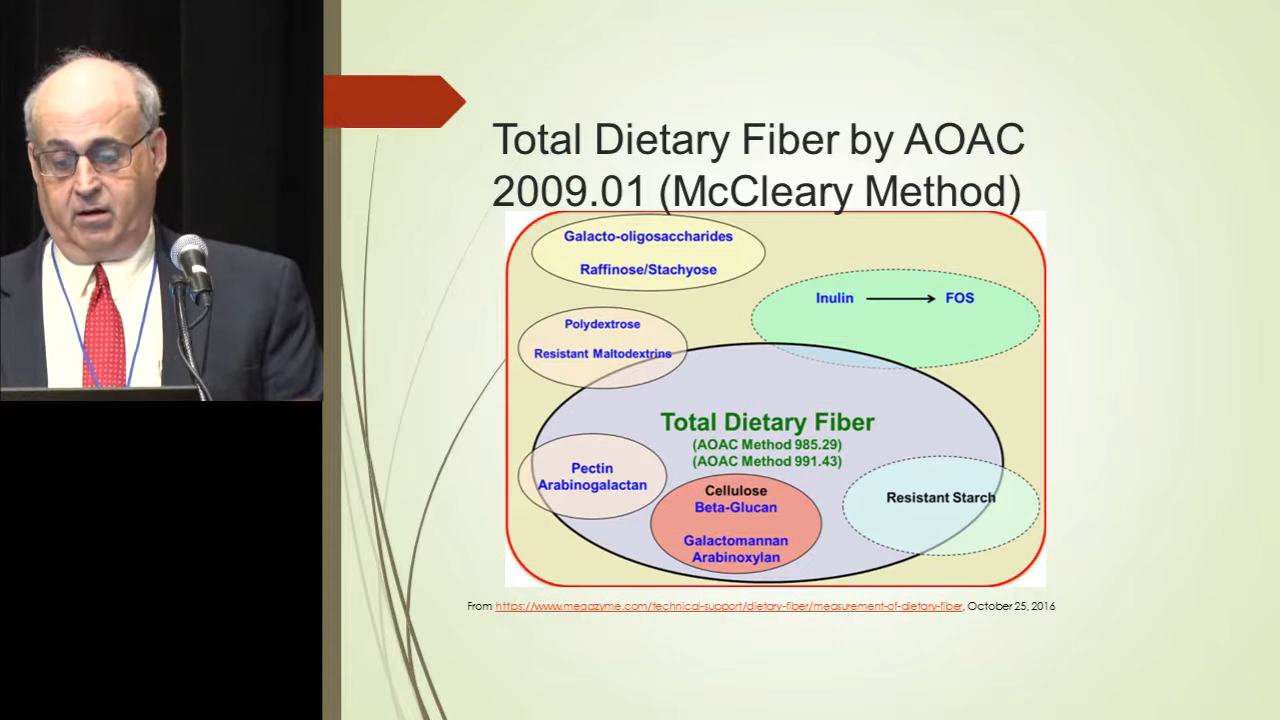 Total Dietary Fiber by AOAC
2009.01 (McCleary Method)
Galacto-oligosaccharides
Raffinose/Stachyose
Inulin → FOS
Polydextrose
Resistant Maltodextrins
Total Dietary Fiber
(AOAC Method 985.29)
(AOAC Method 991.43)
Pectin
Arabinogalactan
Cellulose
Beta-Glucan
Galactomannan
Arabinoxylan
Resistant Starch
From https://www.megazyme.com/technical-support/dietary-fiber/measurement-of-dietary-fiber, October 25, 2016